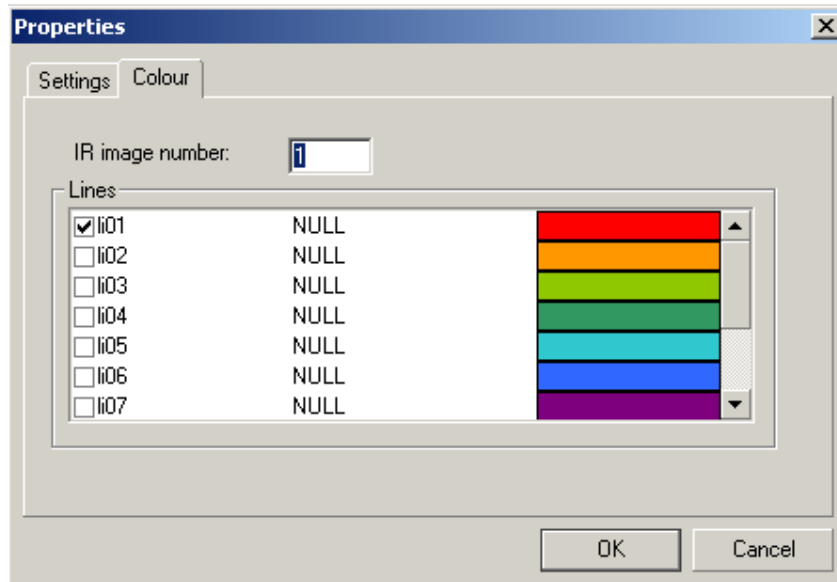 Properties
Settings Colour
IR image number: 1
Lines
li01 NULL
li02 NULL
li03 NULL
li04 NULL
li05 NULL
li06 NULL
li07 NULL
OK Cancel